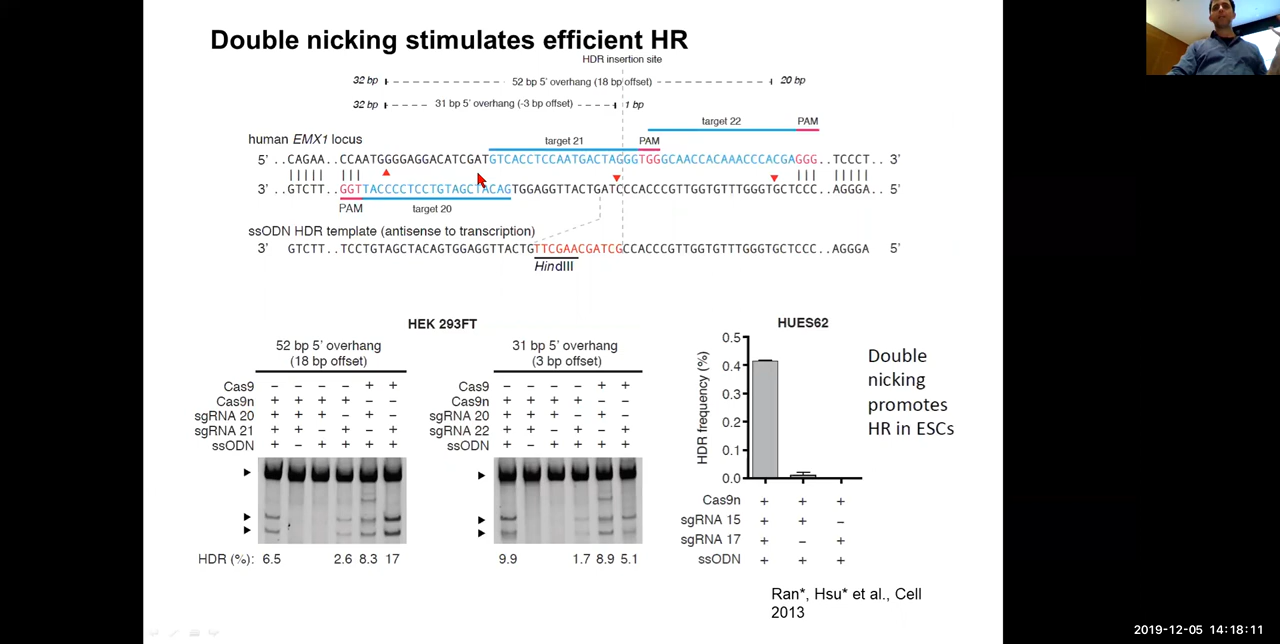 Double nicking stimulates efficient HR
HDR insertion site
32 bp 52 bp 5' overhang (18 bp offset) 20 bp
32 bp 31 bp 5' overhang (-3 bp offset) 1 bp
target 22 PAM
human EMX1 locus target 21 PAM
5' ..CAGAA..CCAATGGGGAGGACATCGATGTCACCTCCAATGACTAGGGTGGGCAACCACAAACCCACGAGGG..TCCCT.. 3'
3' ..GTCTT..GGTTACCCCTCCTGTAGCTACAGTGGAGGTTACTGATCCCACCCGTTGGTGTTTGGGTGCTCCC..AGGGA.. 5'
PAM target 20
ssODN HDR template (antisense to transcription)
3' GTCTT..TCCTGTAGCTACAGTGGAGGTTACTGTTCGAACGATCGCCACCCGTTGGTGTTTGGGTGCTCCC..AGGGA 5'
HindIII
HEK 293FT
52 bp 5' overhang
(18 bp offset)
Cas9 – – – – + +
Cas9n + + + + – –
sgRNA 20 + + + – + –
sgRNA 21 + + – + – +
ssODN + – + + + +
HDR (%): 6.5 2.6 8.3 17
31 bp 5' overhang
(3 bp offset)
Cas9 – – – – + +
Cas9n + + + + – –
sgRNA 20 + + + – + –
sgRNA 22 + + + + – +
ssODN + – + + + +
9.9 1.7 8.9 5.1
HUES62
HDR frequency (%)
0.5
0.4
0.3
0.2
0.1
0.0
Cas9n + + +
sgRNA 15 + + –
sgRNA 17 + – +
ssODN + + +
Double
nicking
promotes
HR in ESCs
Ran*, Hsu* et al., Cell
2013
2019-12-05 14:18:11